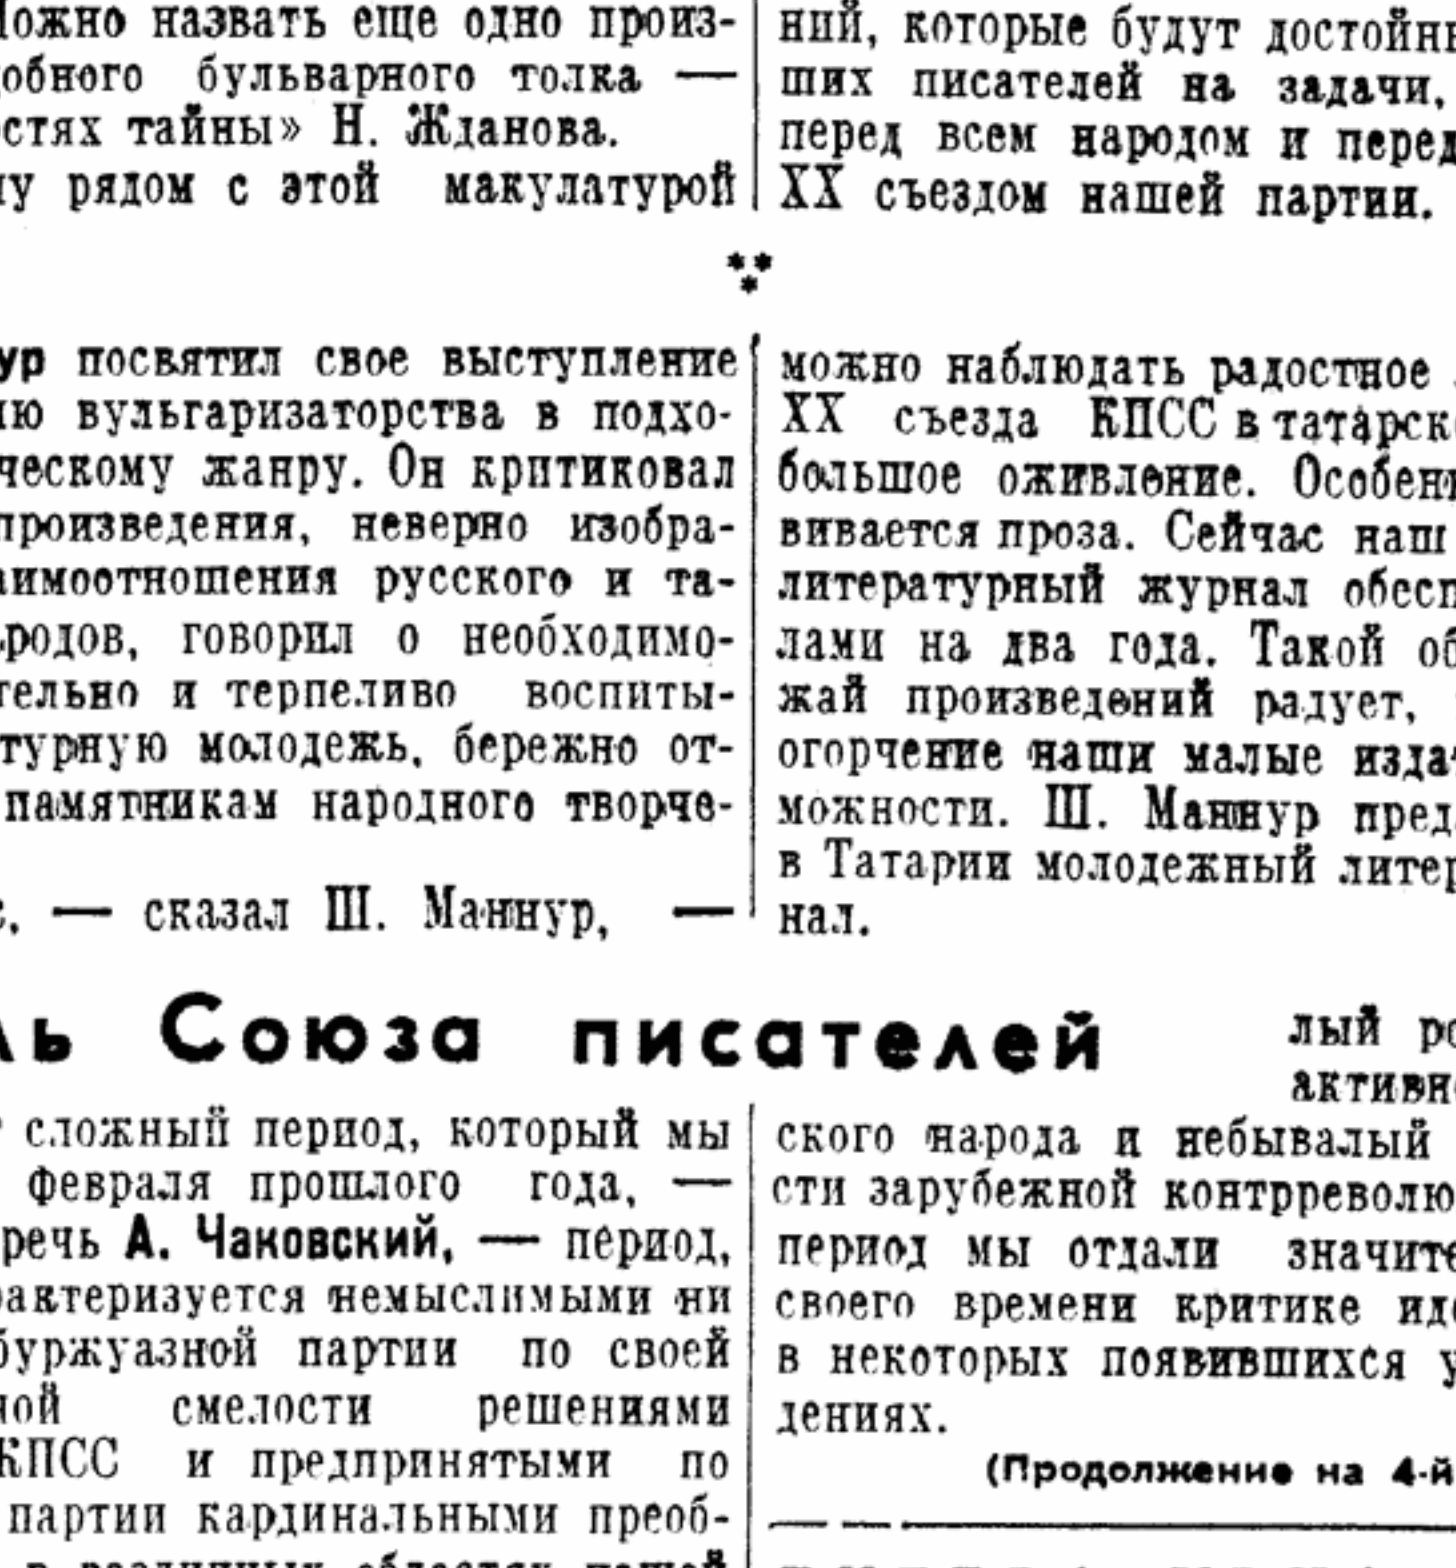 ожно назвать еще одно произ-
обного бульварного толка —
стях тайны» Н. Жданова.
у рядом с этой макулатурой
ний, которые будут достойн
ших писателей на задачи,
перед всем народом и перед
XX съездом нашей партии.
***
ур посвятил свое выступление
ю вульгаризаторства в подхо-
ческому жанру. Он критиковал
произведения, неверно изобра-
аимоотношения русского и та-
родов, говорил о необходимо-
тельно и терпеливо воспиты-
турную молодежь, бережно от-
памятникам народного творче-
— сказал Ш. Маннур, —
можно наблюдать радостное
XX съезда КПСС в татарск
большое оживление. Особен
вивается проза. Сейчас наш
литературный журнал обесп
лами на два года. Такой об
жай произведений радует,
огорчение наши малые изда
можности. Ш. Маннур пред
в Татарии молодежный литер
нал.
ль Союза писателей
сложный период, который мы
февраля прошлого года, —
речь А. Чаковский, — период,
рактеризуется немыслимыми ни
буржуазной партии по своей
ной смелости решениями
КПСС и предпринятыми по
партии кардинальными преоб-
лый ро
активн
ского народа и небывалый
сти зарубежной контрреволю
период мы отдали значите
своего времени критике ид
в некоторых появившихся у
дениях.
(Продолжение на 4-й